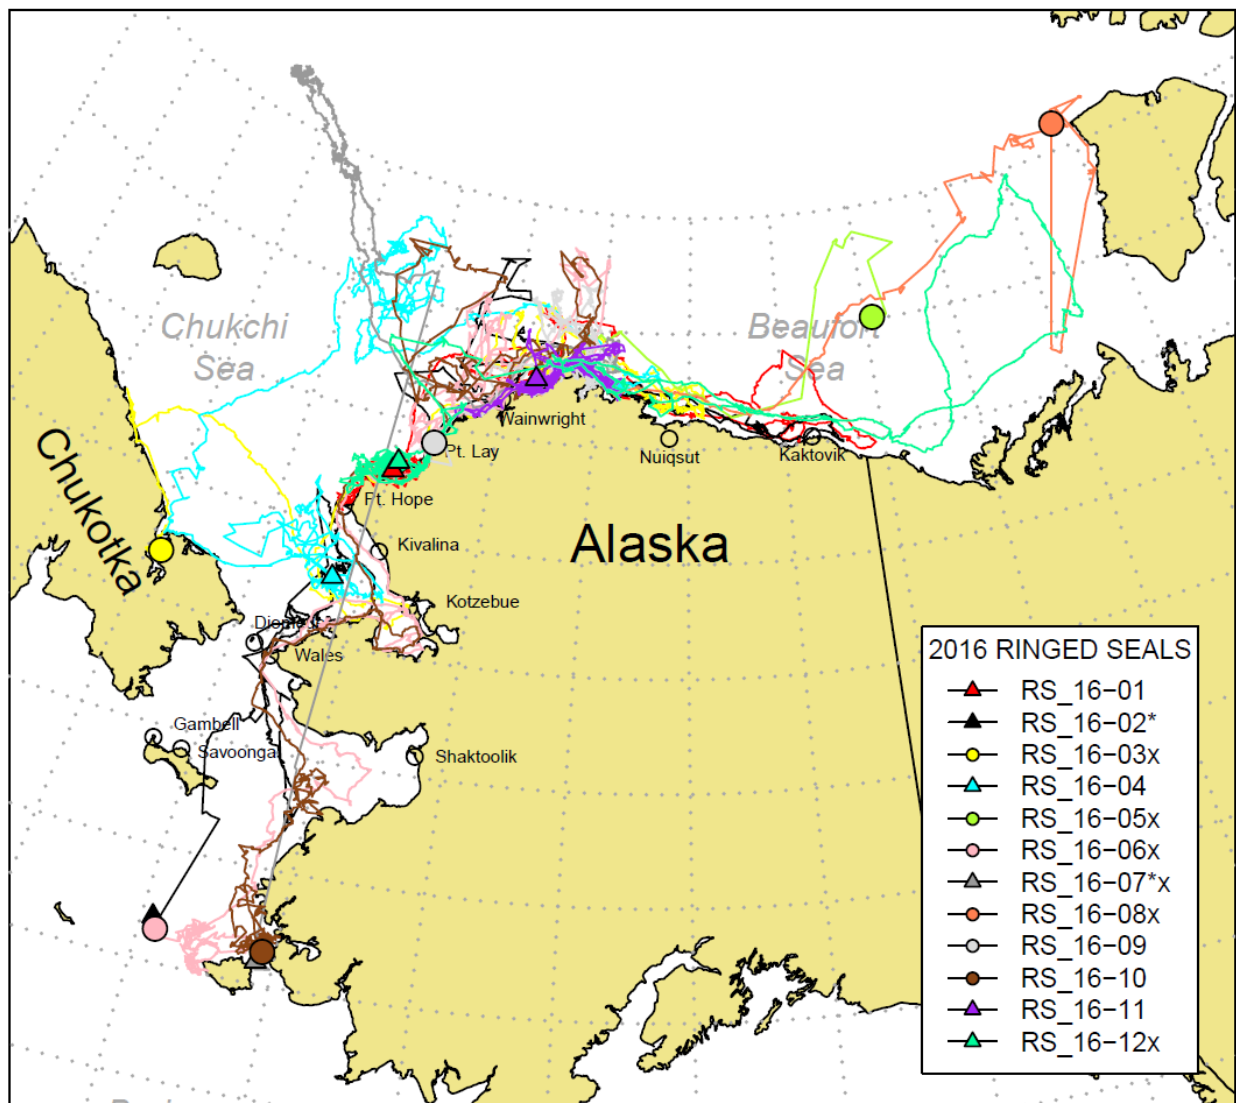 Chukchi
Sea
Beaufort
Sea
Wainwright
Pt. Lay
Nuiqsut
Kaktovik
Pt. Hope
Chukotka
Alaska
Kivalina
Kotzebue
Wales
Gambell
Savoonga
Shaktoolik
2016 RINGED SEALS
RS_16−01
RS_16−02*
RS_16−03x
RS_16−04
RS_16−05x
RS_16−06x
RS_16−07*x
RS_16−08x
RS_16−09
RS_16−10
RS_16−11
RS_16−12x